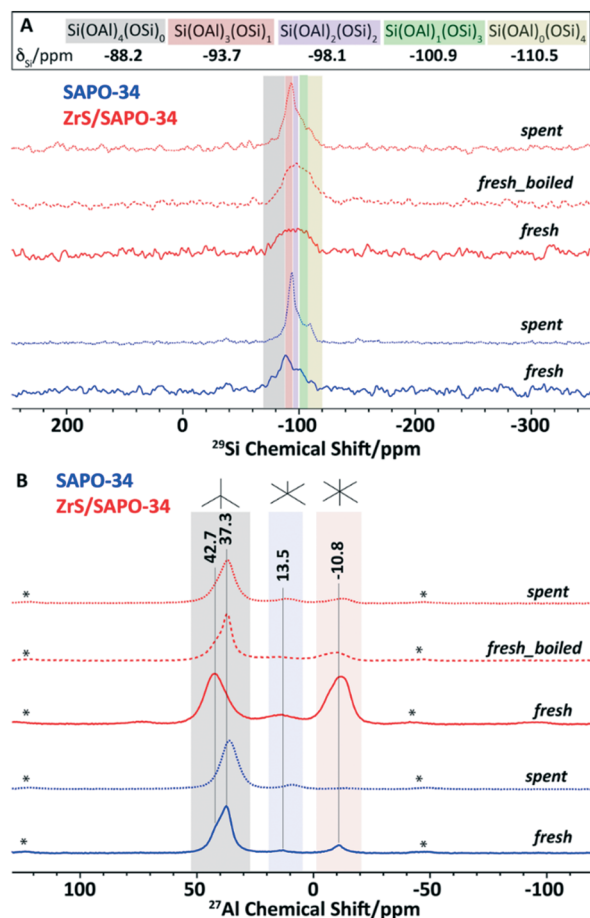 A
Si(OAl)₄(OSi)₀ Si(OAl)₃(OSi)₁ Si(OAl)₂(OSi)₂ Si(OAl)₁(OSi)₃ Si(OAl)₀(OSi)₄
δSi/ppm -88.2 -93.7 -98.1 -100.9 -110.5
SAPO-34
ZrS/SAPO-34
spent
fresh_boiled
fresh
spent
fresh
200 100 0 -100 -200 -300
²⁹Si Chemical Shift/ppm
B
SAPO-34
ZrS/SAPO-34
42.7
37.3
13.5
-10.8
* *
spent
* *
fresh_boiled
* *
fresh
* *
spent
* *
fresh
100 50 0 -50 -100
²⁷Al Chemical Shift/ppm